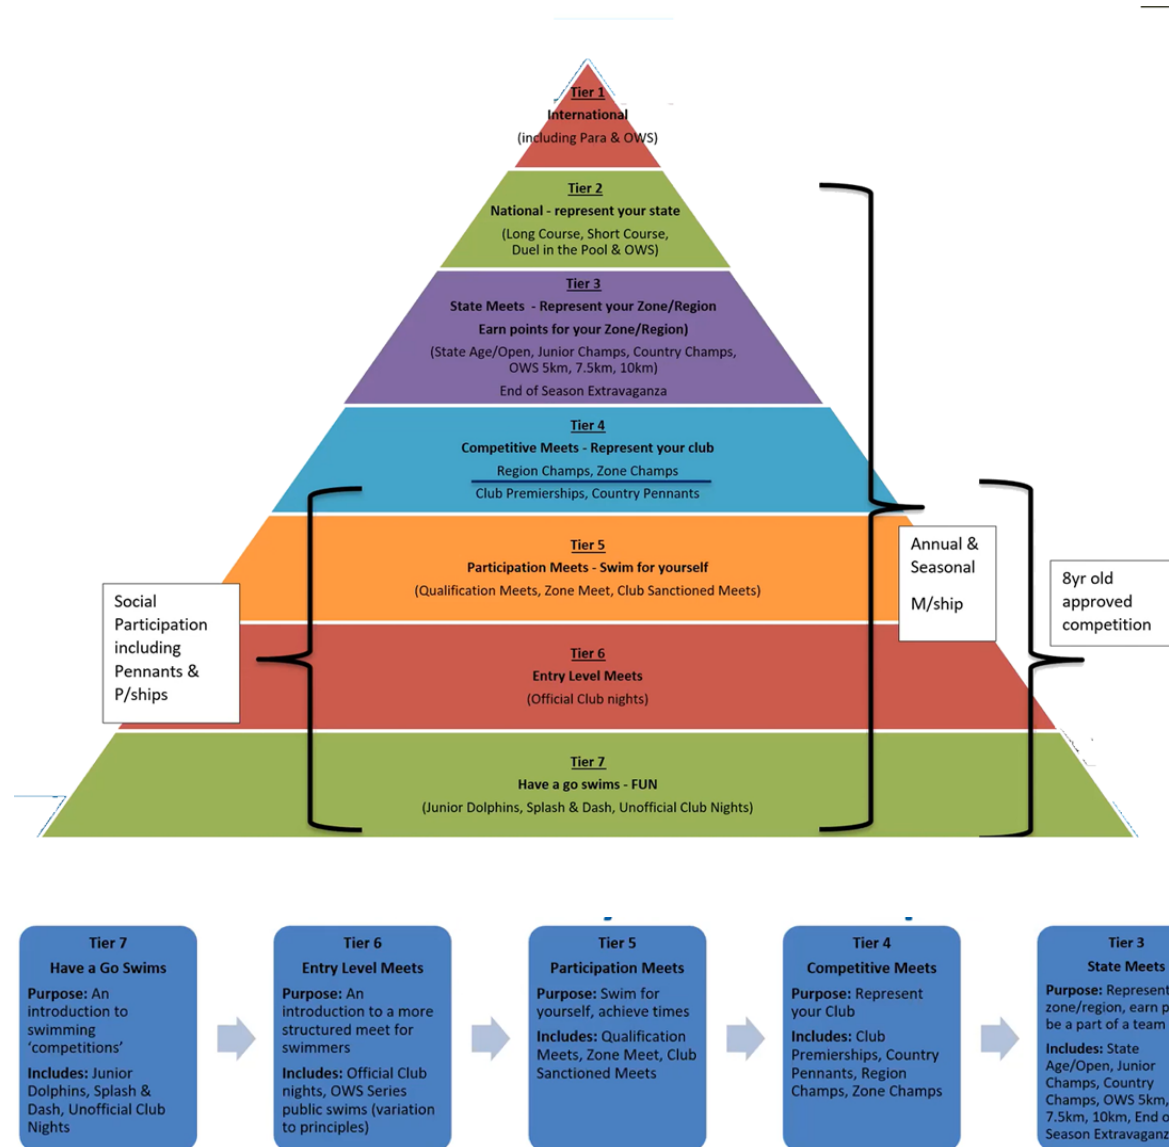 Tier 1
International
(including Para & OWS)
Tier 2
National - represent your state
(Long Course, Short Course,
Duel in the Pool & OWS)
Tier 3
State Meets - Represent your Zone/Region
Earn points for your Zone/Region)
(State Age/Open, Junior Champs, Country Champs,
OWS 5km, 7.5km, 10km)
End of Season Extravaganza
Tier 4
Competitive Meets - Represent your club
Region Champs, Zone Champs
Club Premierships, Country Pennants
Tier 5
Participation Meets - Swim for yourself
(Qualification Meets, Zone Meet, Club Sanctioned Meets)
Tier 6
Entry Level Meets
(Official Club nights)
Tier 7
Have a go swims - FUN
(Junior Dolphins, Splash & Dash, Unofficial Club Nights)
Social
Participation
including
Pennants &
P/ships
Annual &
Seasonal
M/ship
8yr old
approved
competition
Tier 7
Have a Go Swims
Purpose: An
introduction to
swimming
‘competitions’
Includes: Junior
Dolphins, Splash &
Dash, Unofficial Club
Nights
Tier 6
Entry Level Meets
Purpose: An
introduction to a more
structured meet for
swimmers
Includes: Official Club
nights, OWS Series
public swims (variation
to principles)
Tier 5
Participation Meets
Purpose: Swim for
yourself, achieve times
Includes: Qualification
Meets, Zone Meet, Club
Sanctioned Meets
Tier 4
Competitive Meets
Purpose: Represent
your Club
Includes: Club
Premierships, Country
Pennants, Region
Champs, Zone Champs
Tier 3
State Meets
Purpose: Represent
zone/region, earn
be a part of a team
Includes: State
Age/Open, Junior
Champs, Country
Champs, OWS 5km,
7.5km, 10km, End
Season Extravaganza